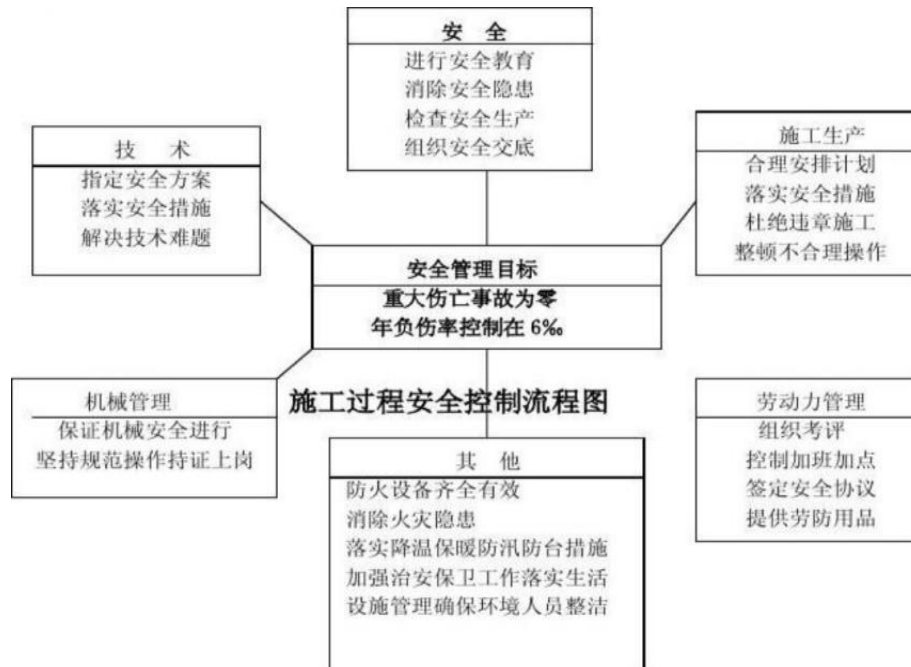 安 全
进行安全教育
消除安全隐患
检查安全生产
组织安全交底
技 术
指定安全方案
落实安全措施
解决技术难题
施工生产
合理安排计划
落实安全措施
杜绝违章施工
整顿不合理操作
安全管理目标
重大伤亡事故为零
年负伤率控制在 6‰
机械管理
保证机械安全进行
坚持规范操作持证上岗
施工过程安全控制流程图
劳动力管理
组织考评
控制加班加点
签定安全协议
提供劳防用品
其 他
防火设备齐全有效
消除火灾隐患
落实降温保暖防汛防台措施
加强治安保卫工作落实生活
设施管理确保环境人员整洁